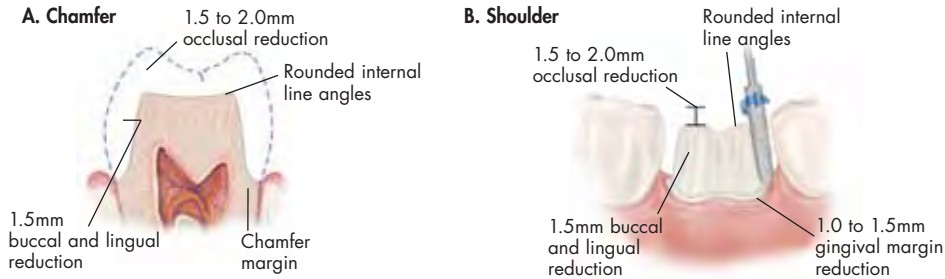 A. Chamfer
1.5 to 2.0mm
occlusal reduction
Rounded internal
line angles
1.5mm
buccal and lingual
reduction
Chamfer
margin
B. Shoulder
Rounded internal
line angles
1.5 to 2.0mm
occlusal reduction
1.5mm buccal
and lingual
reduction
1.0 to 1.5mm
gingival margin
reduction